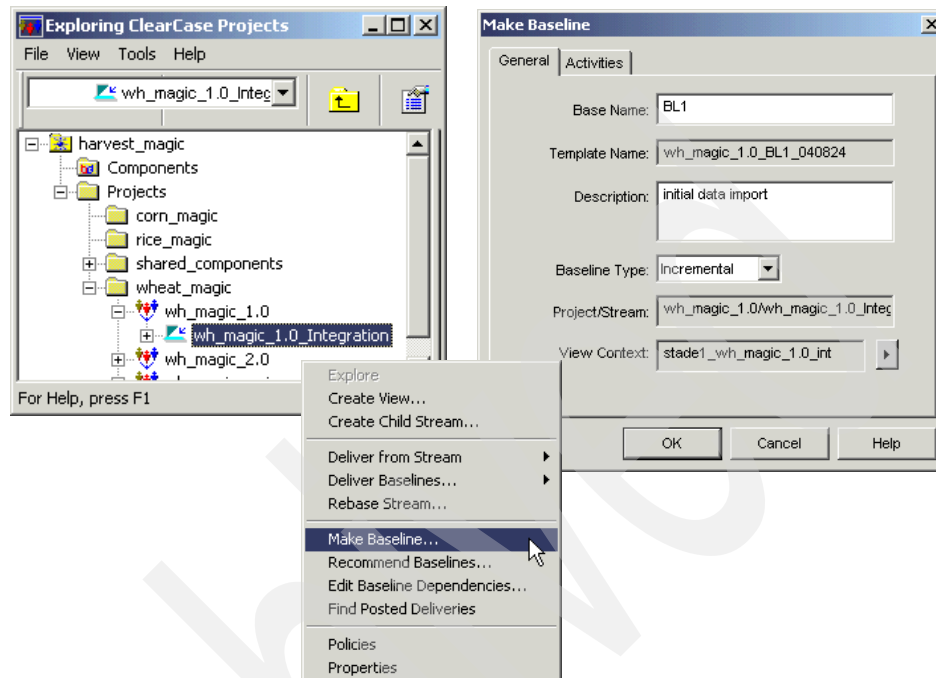 Exploring ClearCase Projects
File View Tools Help
wh_magic_1.0_Integ
harvest_magic
Components
Projects
corn_magic
rice_magic
shared_components
wheat_magic
wh_magic_1.0
wh_magic_1.0_Integration
wh_magic_2.0
For Help, press F1
Explore
Create View...
Create Child Stream...
Deliver from Stream
Deliver Baselines...
Rebase Stream...
Make Baseline...
Recommend Baselines...
Edit Baseline Dependencies...
Find Posted Deliveries
Policies
Properties
Make Baseline
General Activities
Base Name: BL1
Template Name: wh_magic_1.0_BL1_040824
Description: initial data import
Baseline Type: Incremental
Project/Stream: wh_magic_1.0/wh_magic_1.0_Integ
View Context: stade1_wh_magic_1.0_int
OK Cancel Help